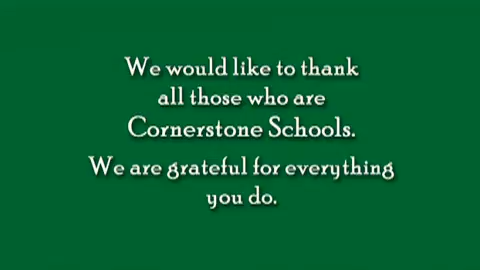 We would like to thank
all those who are
Cornerstone Schools.
We are grateful for everything
you do.